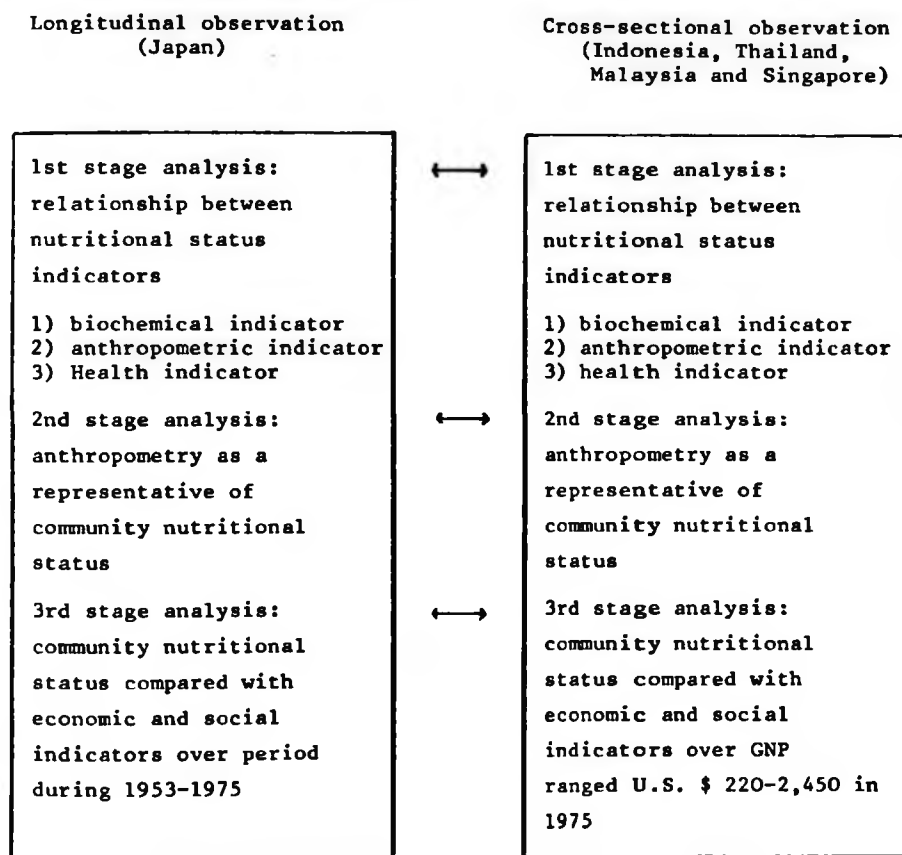 Longitudinal observation
(Japan)
1st stage analysis:
relationship between
nutritional status
indicators
1) biochemical indicator
2) anthropometric indicator
3) Health indicator
2nd stage analysis:
anthropometry as a
representative of
community nutritional
status
3rd stage analysis:
community nutritional
status compared with
economic and social
indicators over period
during 1953-1975
Cross-sectional observation
(Indonesia, Thailand,
Malaysia and Singapore)
1st stage analysis:
relationship between
nutritional status
indicators
1) biochemical indicator
2) anthropometric indicator
3) health indicator
2nd stage analysis:
anthropometry as a
representative of
community nutritional
status
3rd stage analysis:
community nutritional
status compared with
economic and social
indicators over GNP
ranged U.S. $ 220-2,450 in
1975